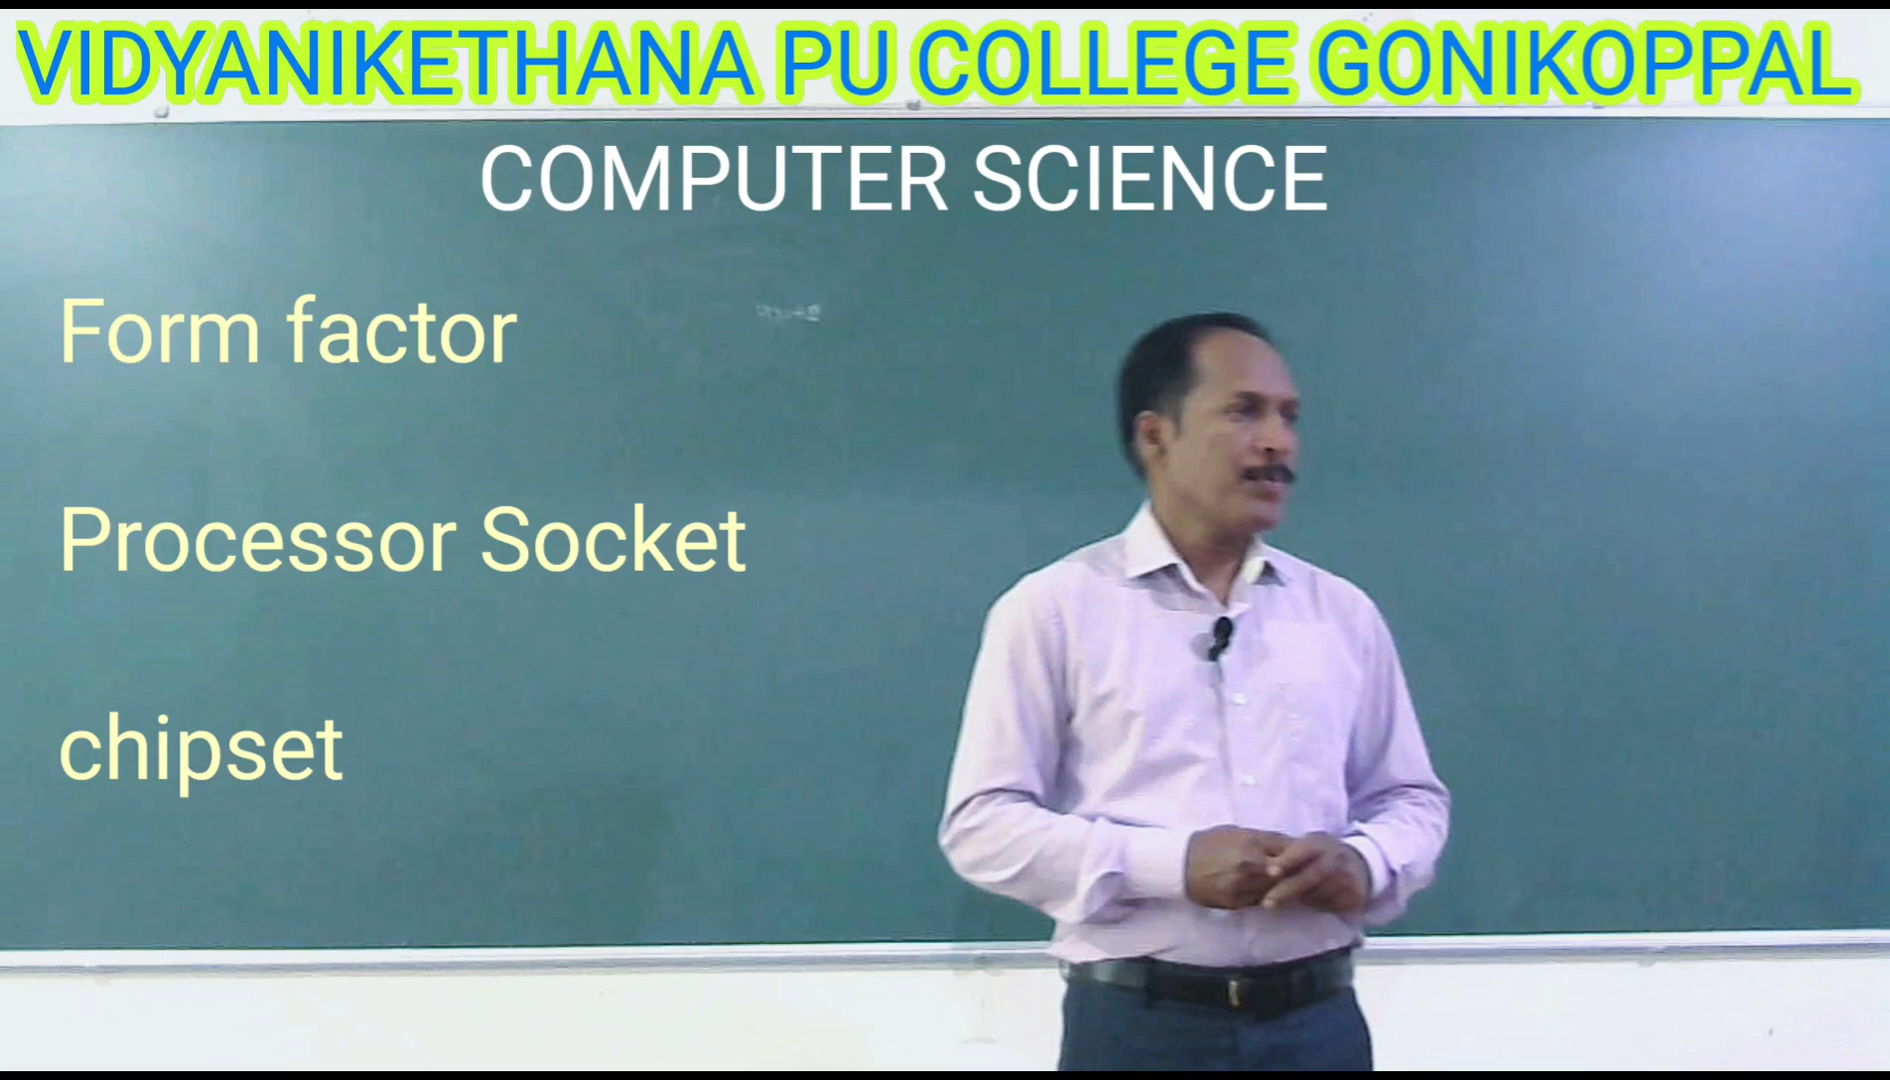 VIDYANIKETHANA PU COLLEGE GONIKOPPAL
COMPUTER SCIENCE
Form factor
Processor Socket
chipset